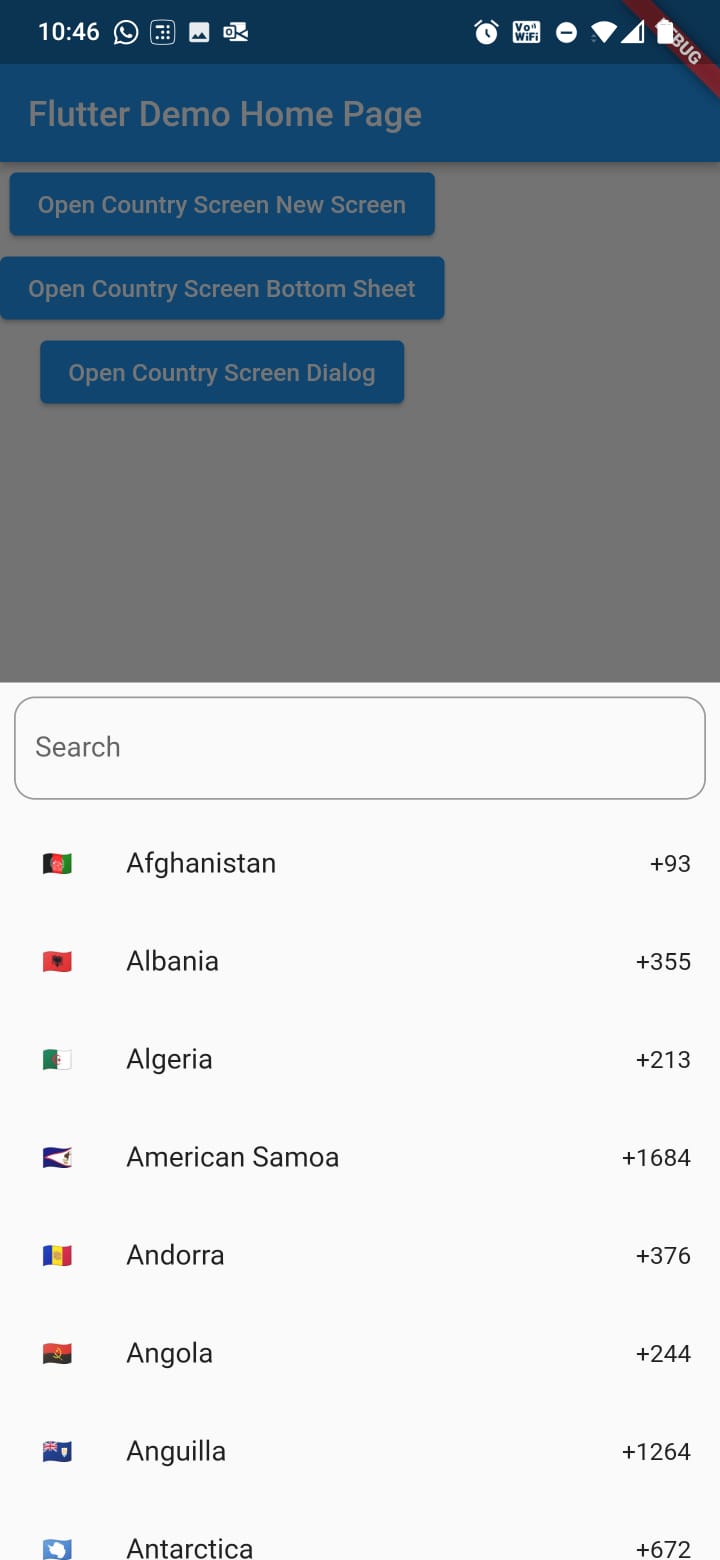 10:46
Vo))
WiFi
BUG
Flutter Demo Home Page
Open Country Screen New Screen
Open Country Screen Bottom Sheet
Open Country Screen Dialog
Search
Afghanistan +93
Albania +355
Algeria +213
American Samoa +1684
Andorra +376
Angola +244
Anguilla +1264
Antarctica +672